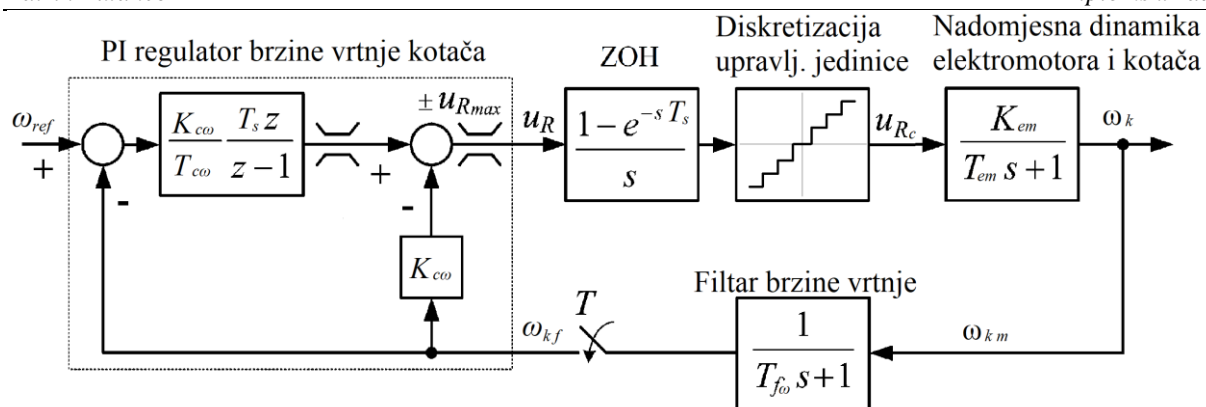 Diskretizacija
Nadomjesna dinamika
PI regulator brzine vrtnje kotača
ZOH
upravlj. jedinice
elektromotora i kotača
ω_ref
+
-
K_cω / T_cω  T_s z / z − 1
+
-
± u_Rmax
u_R
1 − e^(−s T_s) / s
u_Rc
K_em / T_em s + 1
ω_k
K_cω
Filtar brzine vrtnje
ω_kf
T
1 / T_fω s + 1
ω_km